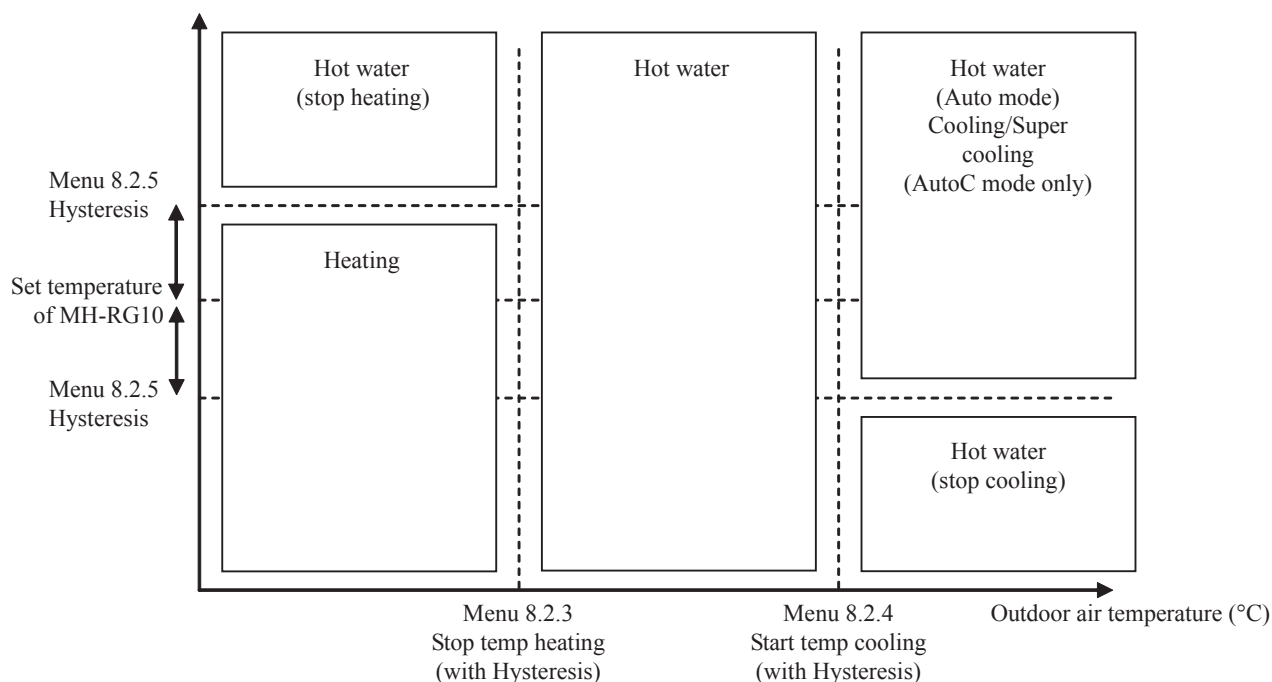 Hot water
(stop heating)
Hot water
Hot water
(Auto mode)
Cooling/Super
cooling
(AutoC mode only)
Menu 8.2.5
Hysteresis
Heating
Set temperature
of MH-RG10
Menu 8.2.5
Hysteresis
Hot water
(stop cooling)
Menu 8.2.3
Stop temp heating
(with Hysteresis)
Menu 8.2.4
Start temp cooling
(with Hysteresis)
Outdoor air temperature (°C)